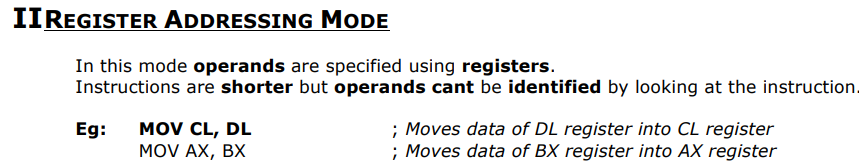 II REGISTER ADDRESSING MODE
In this mode operands are specified using registers.
Instructions are shorter but operands cant be identified by looking at the instruction.
Eg: MOV CL, DL ; Moves data of DL register into CL register
MOV AX, BX ; Moves data of BX register into AX register